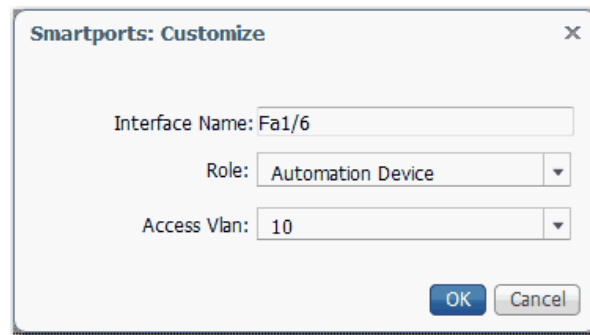 Smartports: Customize
Interface Name: Fa1/6
Role: Automation Device
Access Vlan: 10
OK Cancel